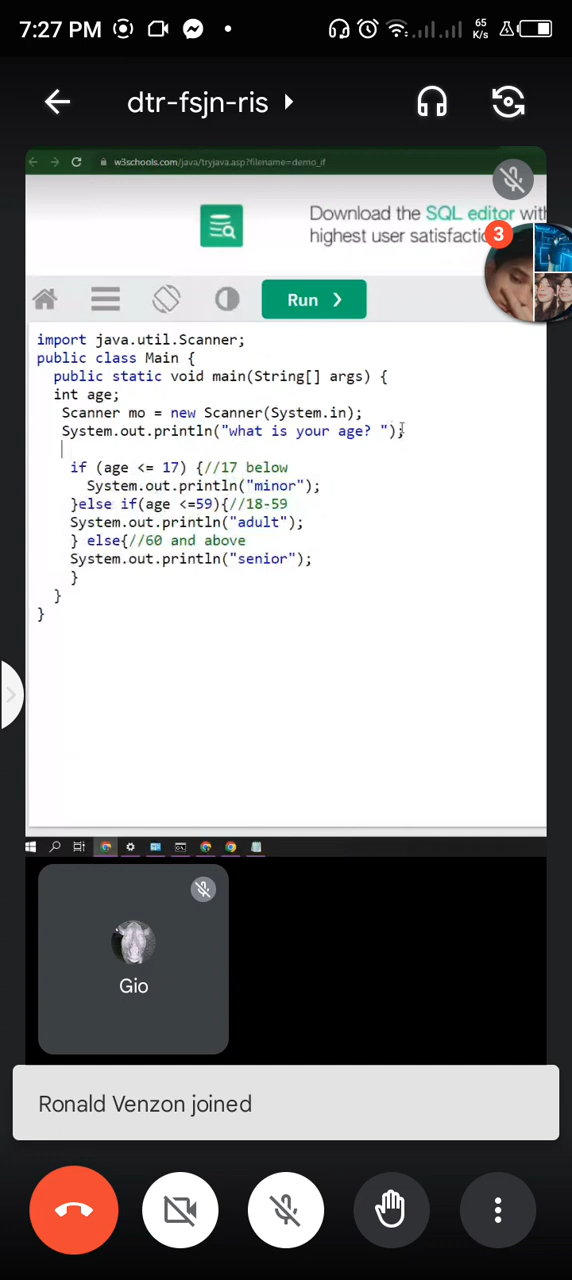 7:27 PM
65
K/s
dtr-fsjn-ris
w3schools.com/java/tryjava.asp?filename=demo_if
Download the SQL editor with
highest user satisfactio
3
Run
import java.util.Scanner;
public class Main {
public static void main(String[] args) {
int age;
Scanner mo = new Scanner(System.in);
System.out.println("what is your age? ");
if (age <= 17) {//17 below
System.out.println("minor");
}else if(age <=59){//18-59
System.out.println("adult");
} else{//60 and above
System.out.println("senior");
}
}
}
Gio
Ronald Venzon joined